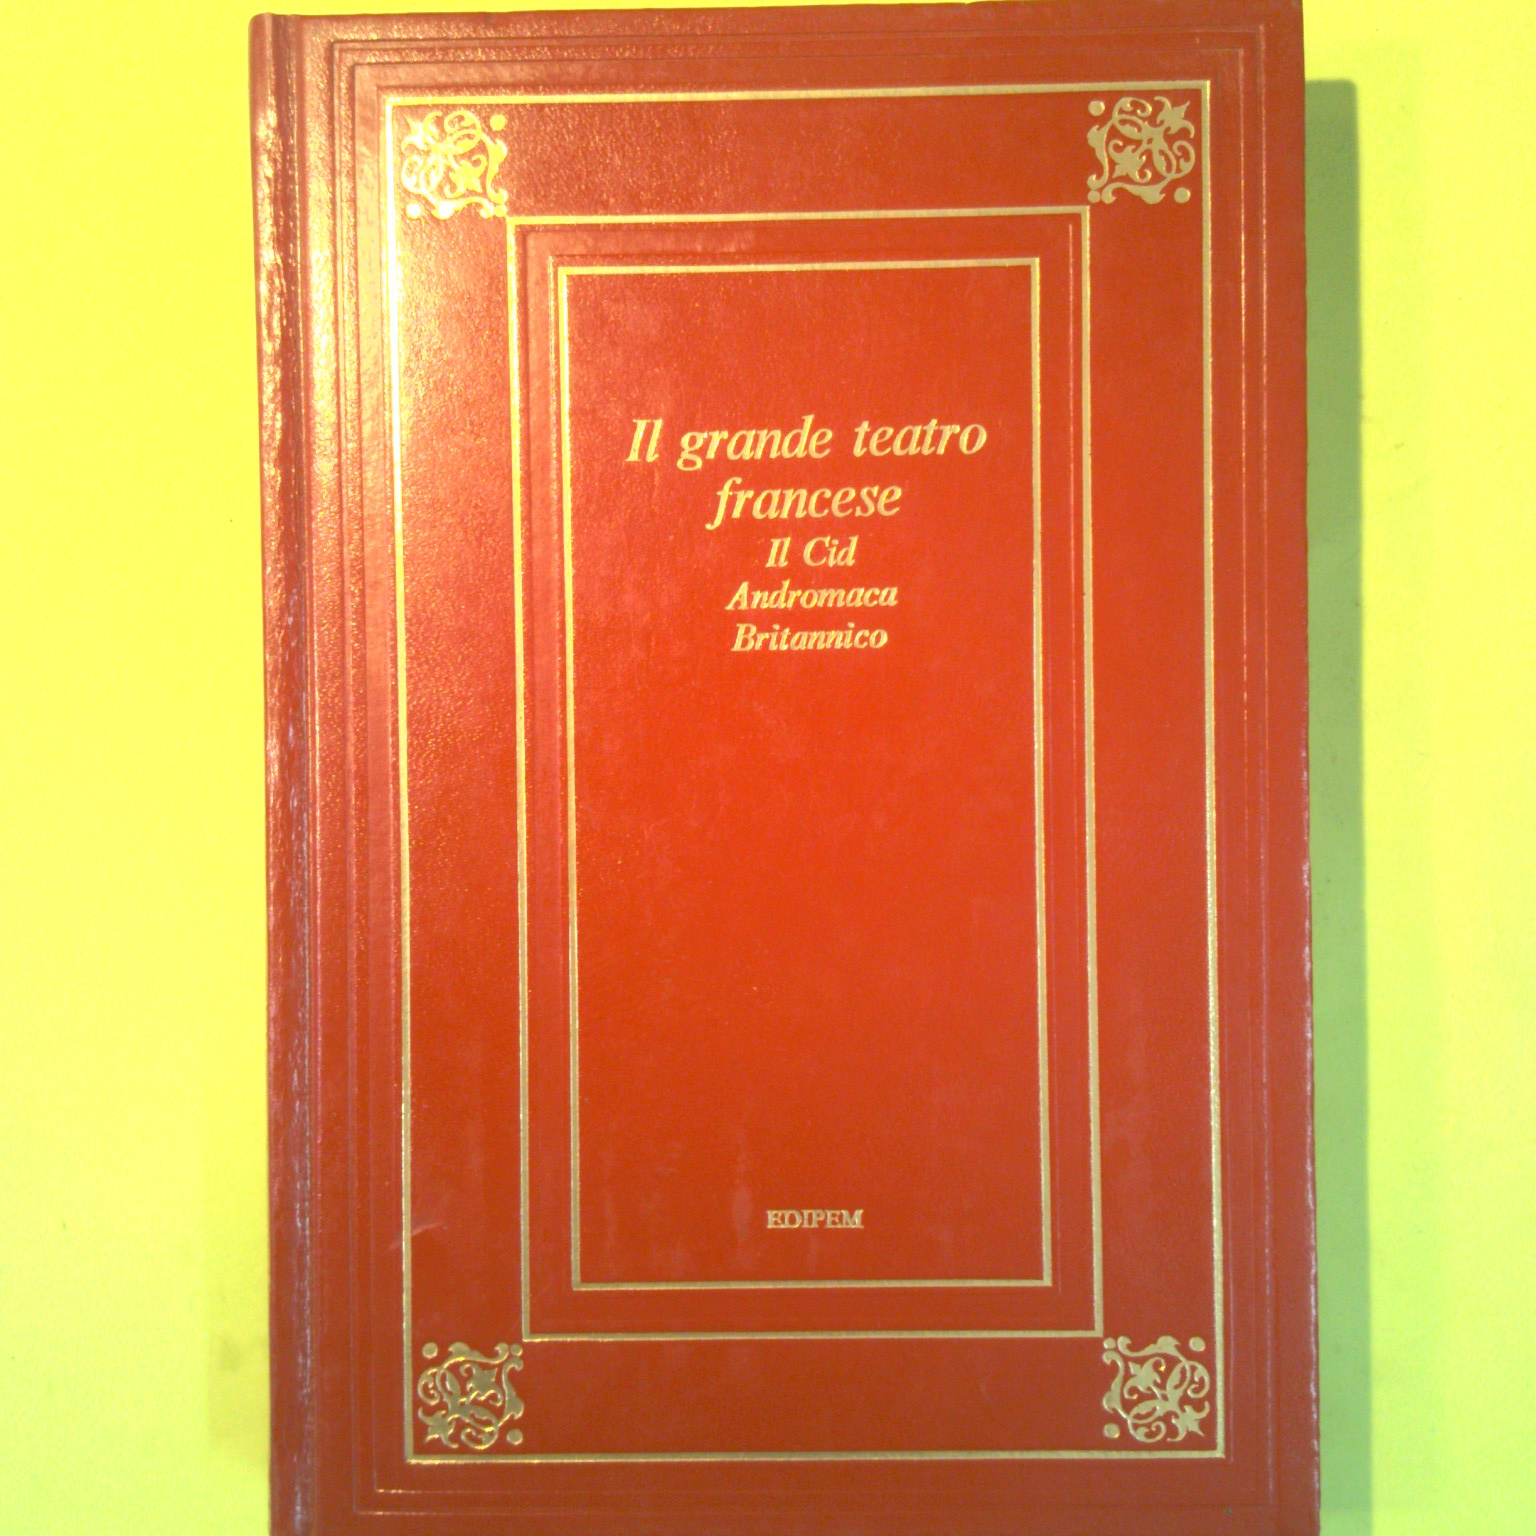 Il grande teatro
francese
Il Cid
Andromaca
Britannico
EDIPEM